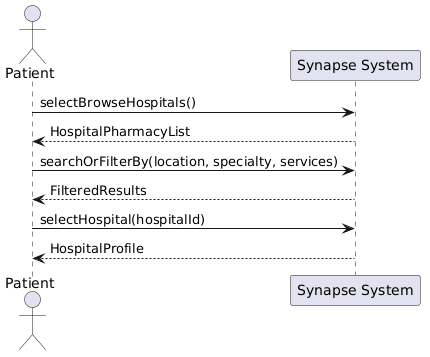 Patient
Synapse System
selectBrowseHospitals()
HospitalPharmacyList
searchOrFilterBy(location, specialty, services)
FilteredResults
selectHospital(hospitalId)
HospitalProfile
Patient
Synapse System